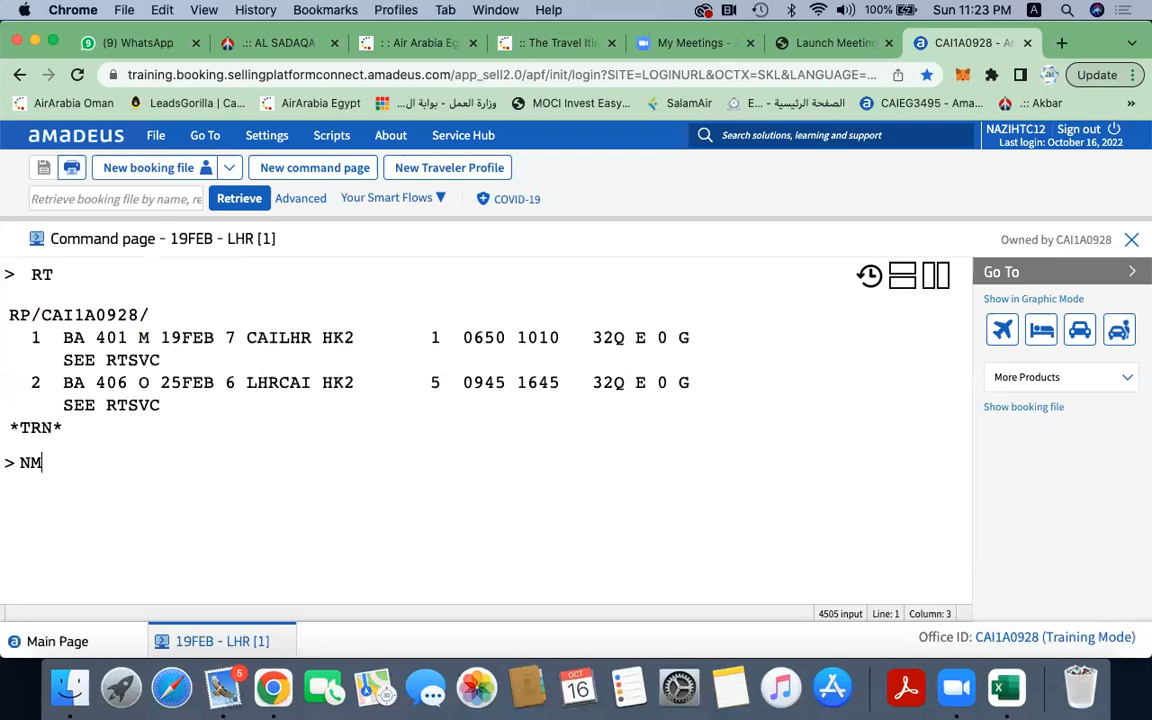 Chrome File Edit View History Bookmarks Profiles Tab Window Help 100% A Sun 11:23 PM
(9) WhatsApp × .:: AL SADAQA × : : Air Arabia Eg × :: The Travel Itin × My Meetings - Z × Launch Meeting × CAI1A0928 - Am × +
training.booking.sellingplatformconnect.amadeus.com/app_sell2.0/apf/init/login?SITE=LOGINURL&OCTX=SKL&LANGUAGE=... Update
AirArabia Oman LeadsGorilla | Ca... AirArabia Egypt وزارة العمل - بوابة ال... MOCI Invest Easy... SalamAir الصفحة الرئيسية - E... CAIEG3495 - Ama... .:: Akbar »
amadeus File Go To Settings Scripts About Service Hub Search solutions, learning and support NAZIHTC12 Sign out
Last login: October 16, 2022
New booking file New command page New Traveler Profile
Retrieve booking file by name, re Retrieve Advanced Your Smart Flows ▼ COVID-19
Command page - 19FEB - LHR [1] Owned by CAI1A0928
> RT
RP/CAI1A0928/
1 BA 401 M 19FEB 7 CAILHR HK2 1 0650 1010 32Q E 0 G
SEE RTSVC
2 BA 406 O 25FEB 6 LHRCAI HK2 5 0945 1645 32Q E 0 G
SEE RTSVC
*TRN*
> NM
Go To
Show in Graphic Mode
More Products
Show booking file
4505 input Line: 1 Column: 3
a Main Page 19FEB - LHR [1] Office ID: CAI1A0928 (Training Mode)
5
OCT
16